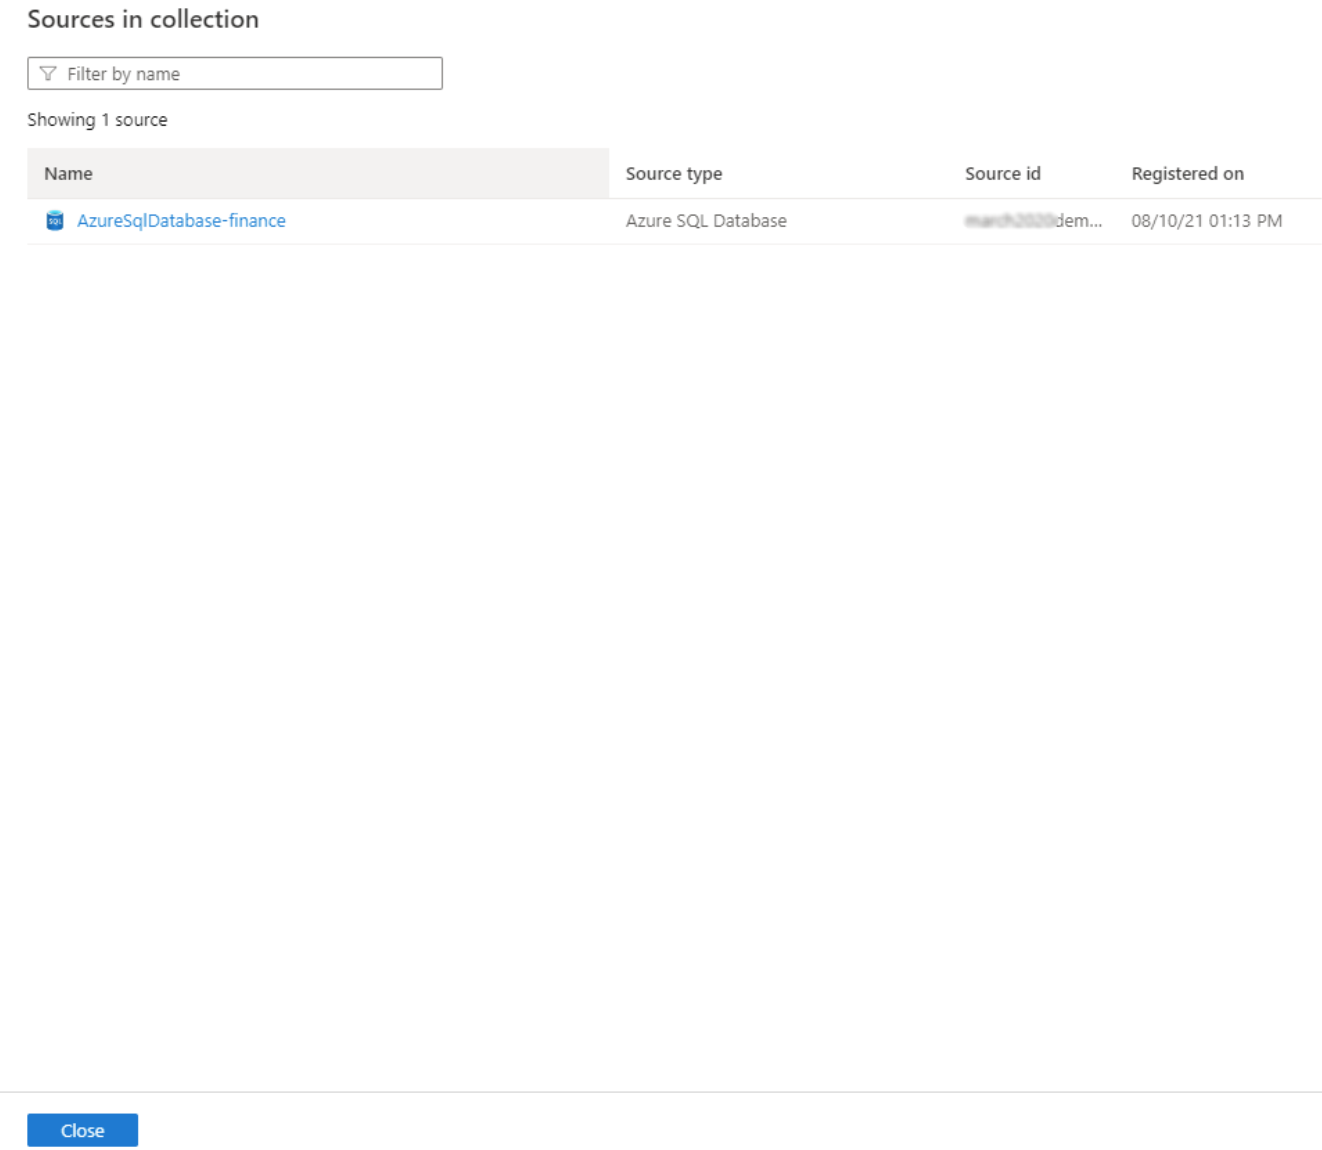 Sources in collection
Filter by name
Showing 1 source
Name Source type Source id Registered on
SQL AzureSqlDatabase-finance Azure SQL Database dem... 08/10/21 01:13 PM
Close